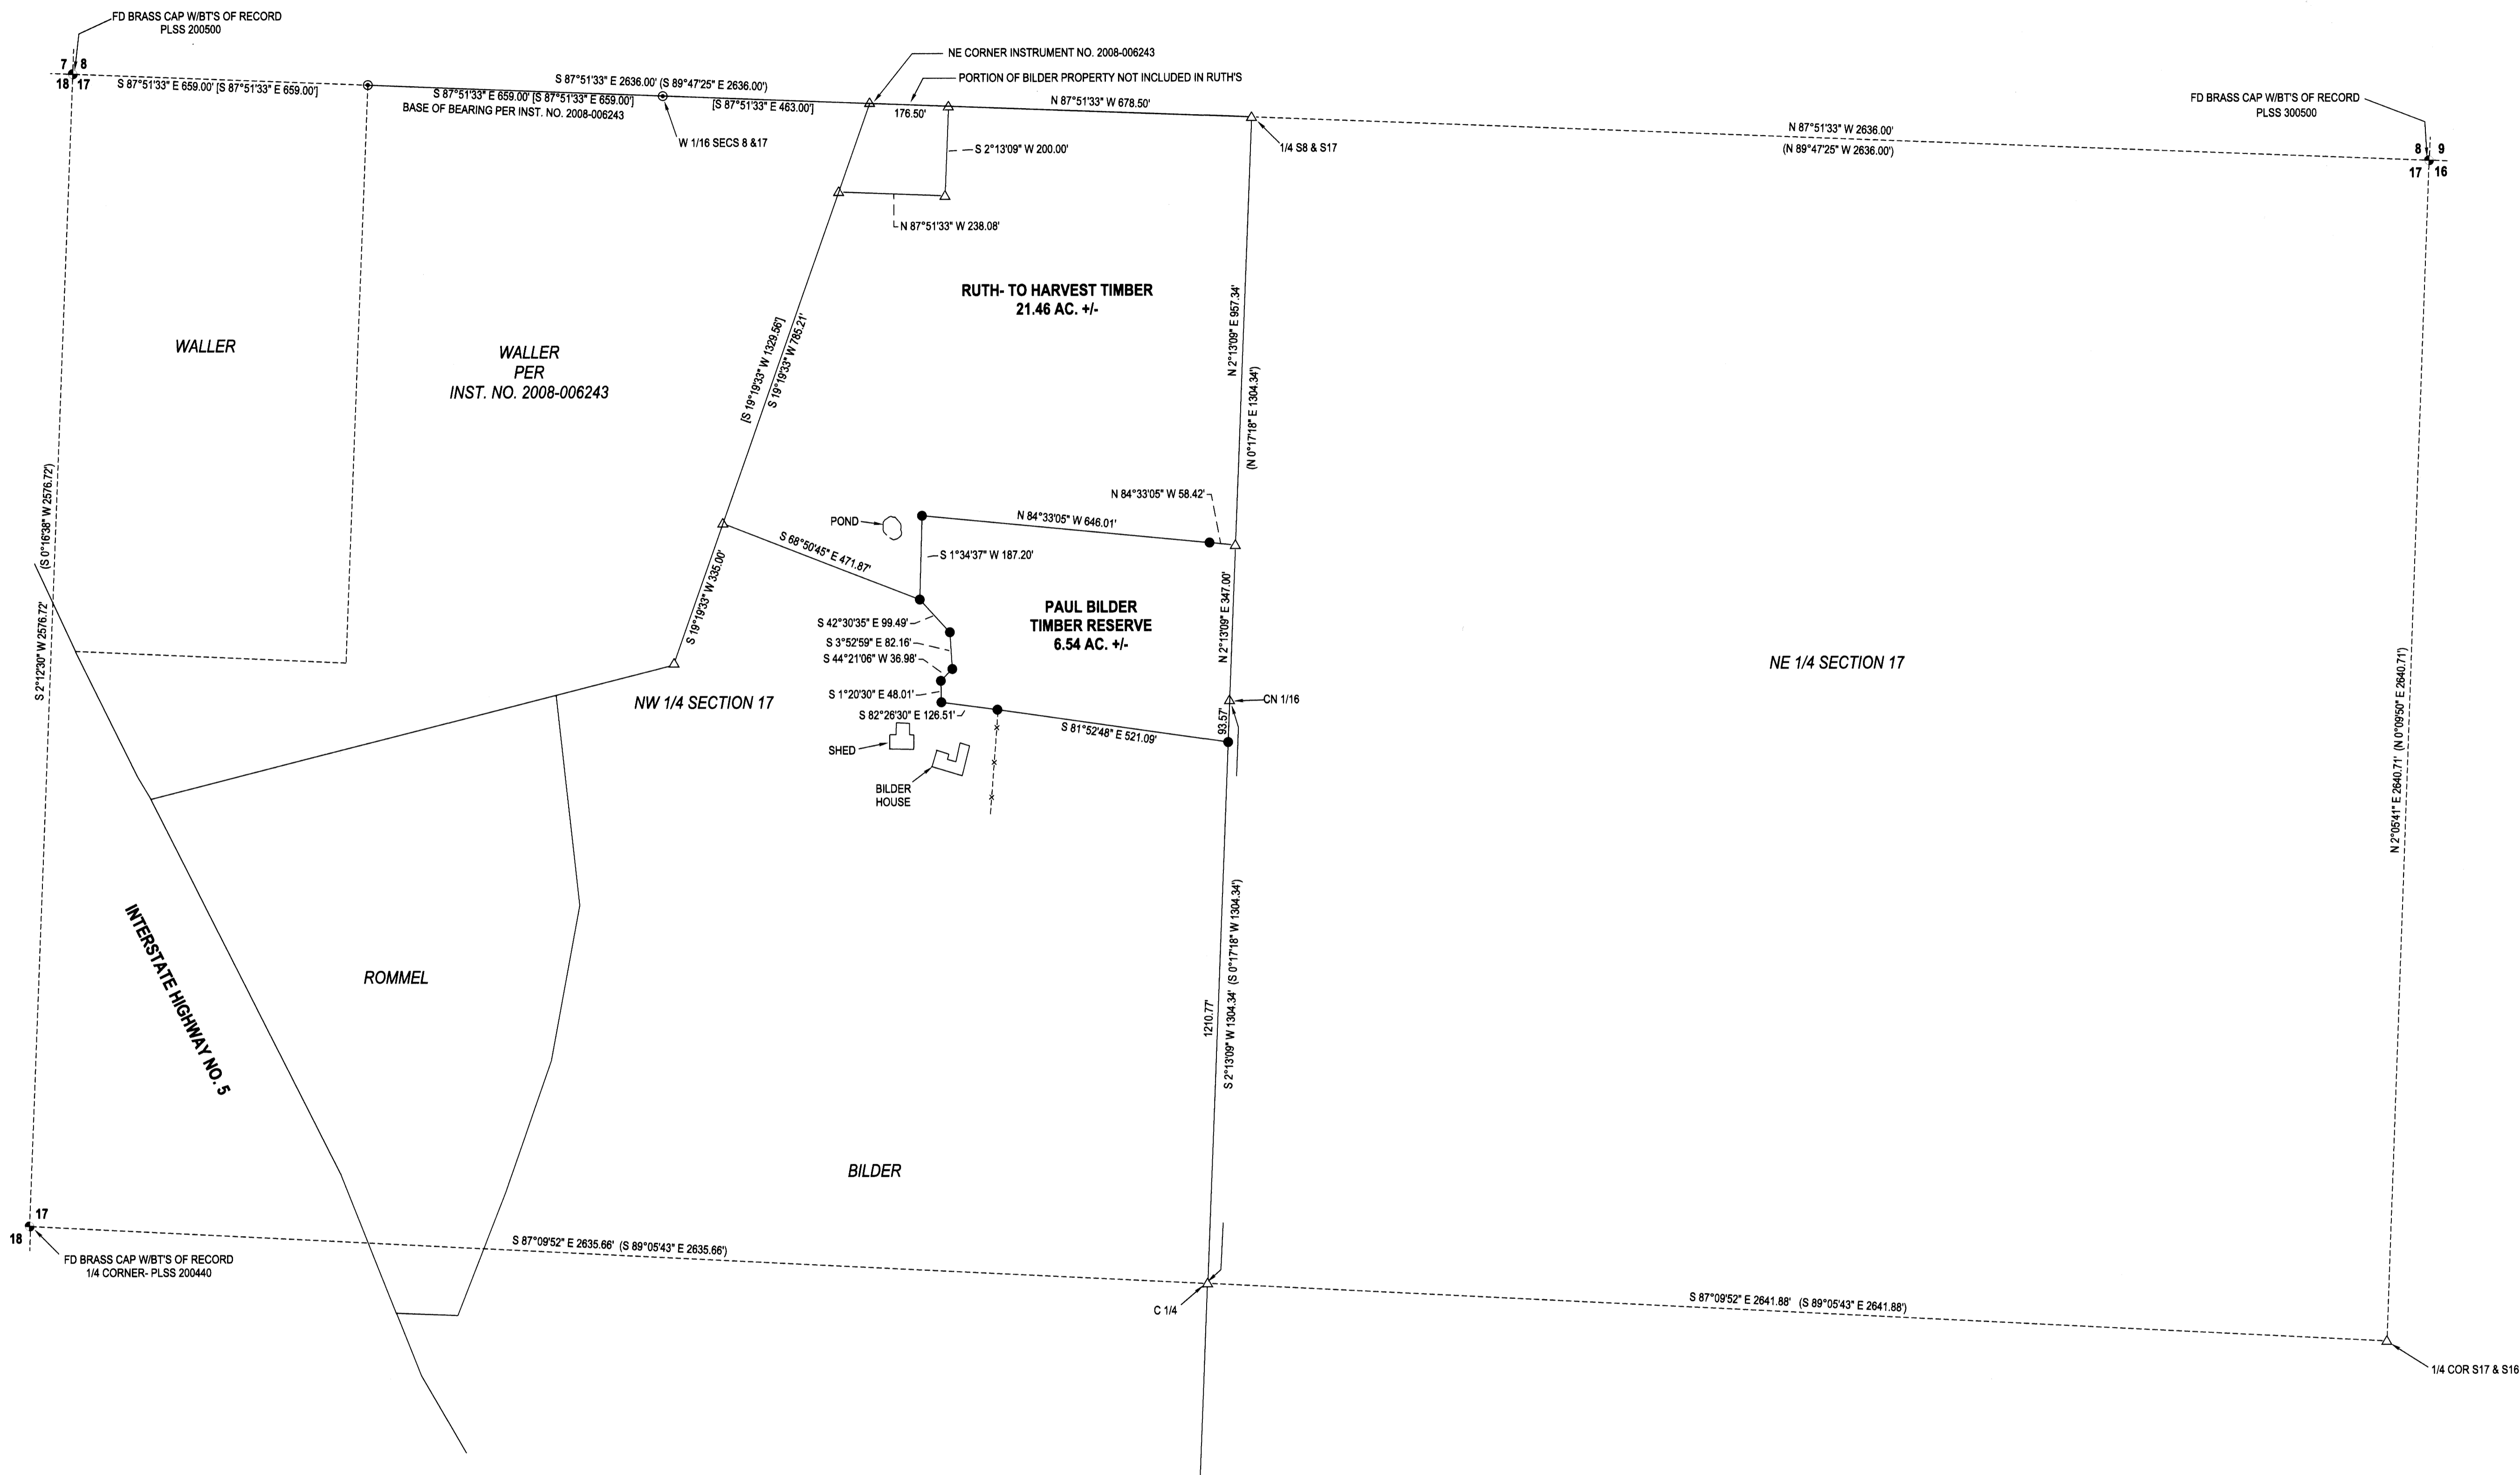 FD BRASS CAP W/BT'S OF RECORD
PLSS 200500
7 8
18 17
S 87°51'33" E 659.00' [S 87°51'33" E 659.00']
S 87°51'33" E 2636.00' (S 89°47'25" E 2636.00')
S 87°51'33" E 659.00' [S 87°51'33" E 659.00']
BASE OF BEARING PER INST. NO. 2008-006243
[S 87°51'33" E 463.00']
W 1/16 SECS 8 &17
NE CORNER INSTRUMENT NO. 2008-006243
PORTION OF BILDER PROPERTY NOT INCLUDED IN RUTH'S
176.50'
N 87°51'33" W 678.50'
S 2°13'09" W 200.00'
N 87°51'33" W 238.08'
1/4 S8 & S17
N 87°51'33" W 2636.00'
(N 89°47'25" W 2636.00')
FD BRASS CAP W/BT'S OF RECORD
PLSS 300500
8 9
17 16
RUTH- TO HARVEST TIMBER
21.46 AC. +/-
WALLER
WALLER
PER
INST. NO. 2008-006243
[S 19°19'33" W 1329.56']
S 19°19'33" W 785.21'
N 2°13'09" E 957.34'
(N 0°17'18" E 1304.34')
(S 0°16'38" W 2576.72')
S 2°12'30" W 2576.72'
N 84°33'05" W 58.42'
N 84°33'05" W 646.01'
POND
S 68°50'45" E 471.87'
S 1°34'37" W 187.20'
S 19°19'33" W 335.00'
N 2°13'09" E 347.00'
PAUL BILDER
TIMBER RESERVE
6.54 AC. +/-
S 42°30'35" E 99.49'
S 3°52'59" E 82.16'
S 44°21'06" W 36.98'
S 1°20'30" E 48.01'
S 82°26'30" E 126.51'
S 81°52'48" E 521.09'
93.57'
CN 1/16
NW 1/4 SECTION 17
NE 1/4 SECTION 17
SHED
BILDER
HOUSE
N 2°05'41" E 2640.71' (N 0°09'50" E 2640.71')
INTERSTATE HIGHWAY NO. 5
ROMMEL
1210.77'
S 2°13'09" W 1304.34' (S 0°17'18" W 1304.34')
BILDER
17
18
FD BRASS CAP W/BT'S OF RECORD
1/4 CORNER- PLSS 200440
S 87°09'52" E 2635.66' (S 89°05'43" E 2635.66')
C 1/4
S 87°09'52" E 2641.88' (S 89°05'43" E 2641.88')
1/4 COR S17 & S16